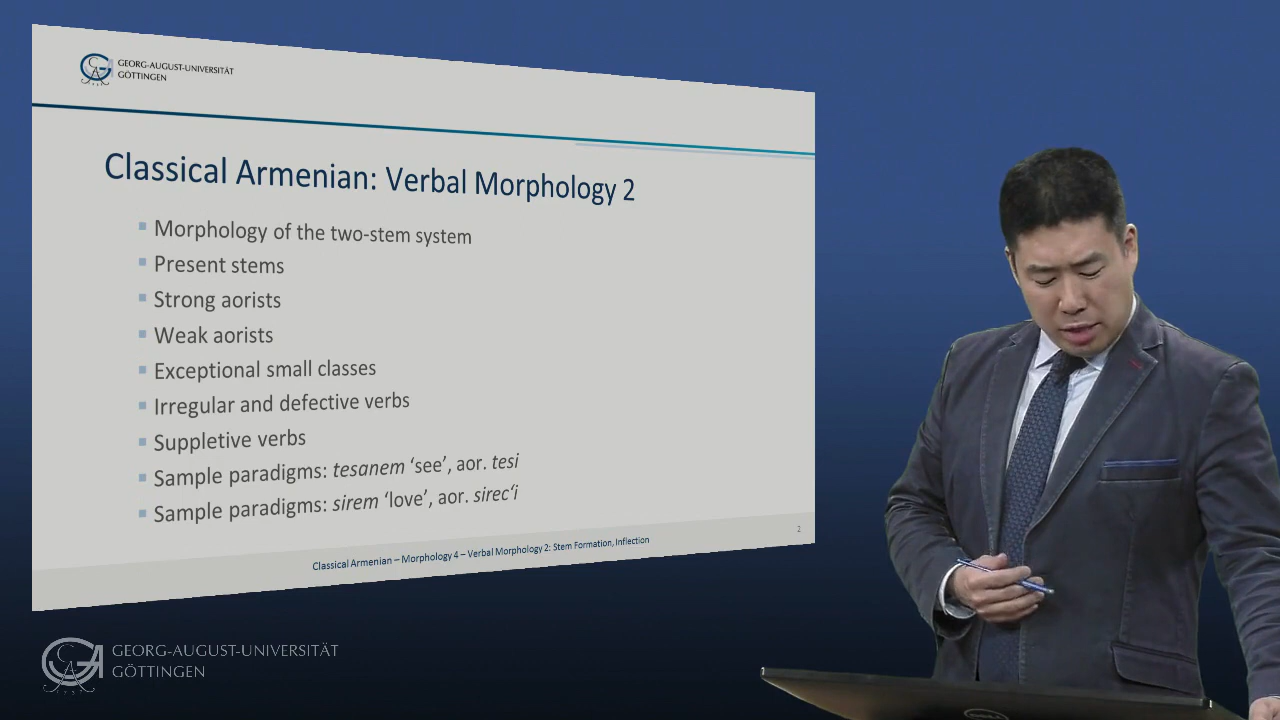 GEORG-AUGUST-UNIVERSITÄT
GÖTTINGEN
Classical Armenian: Verbal Morphology 2
Morphology of the two-stem system
Present stems
Strong aorists
Weak aorists
Exceptional small classes
Irregular and defective verbs
Suppletive verbs
Sample paradigms: tesanem ‘see’, aor. tesi
Sample paradigms: sirem ‘love’, aor. sirec‘i
2
Classical Armenian – Morphology 4 – Verbal Morphology 2: Stem Formation, Inflection
GEORG-AUGUST-UNIVERSITÄT
GÖTTINGEN
DELL